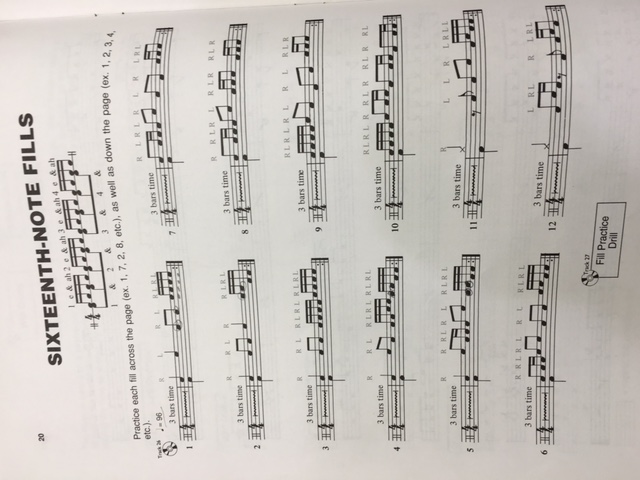 20
SIXTEENTH-NOTE FILLS
1 e & ah 2 e & ah 3 e & ah 4 e & ah
1 & 2 & 3 & 4 &
Practice each fill across the page (ex. 1, 7, 2, 8, etc.), as well as down the page (ex. 1, 2, 3, 4,
etc.).
Track 26
♩ = 96
R L R L R L R L
3 bars time
1
R R L R
R L R L
3 bars time
2
R R L R L R L R L R L
3 bars time
3
R R L R L R L R L R L
3 bars time
4
R R R L R L R L R L
3 bars time
5
R R L R L R L R L R L
3 bars time
6
R L R L R L R L R L
3 bars time
7
R R L R L R L R R L R
3 bars time
8
R L R L R L R L R L R
3 bars time
9
3 bars time
10
R L L R L R L L
3 bars time
11
L R L R L R L
3 bars time
12
Track 27
Fill Practice
Drill